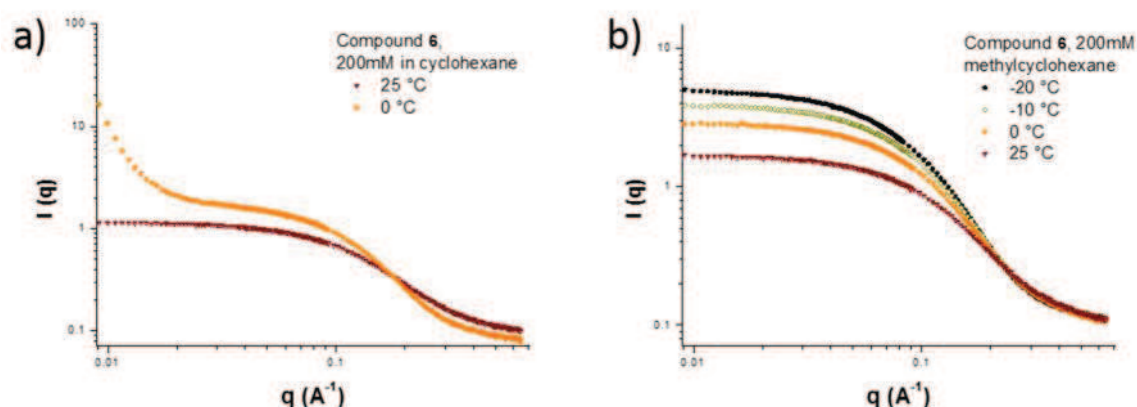 a)
100
10
1
0.1
I (q)
0.01
0.1
q (A⁻¹)
Compound 6,
200mM in cyclohexane
25 °C
0 °C
b)
10
1
0.1
I (q)
0.01
0.1
q (A⁻¹)
Compound 6, 200mM
methylcyclohexane
-20 °C
-10 °C
0 °C
25 °C